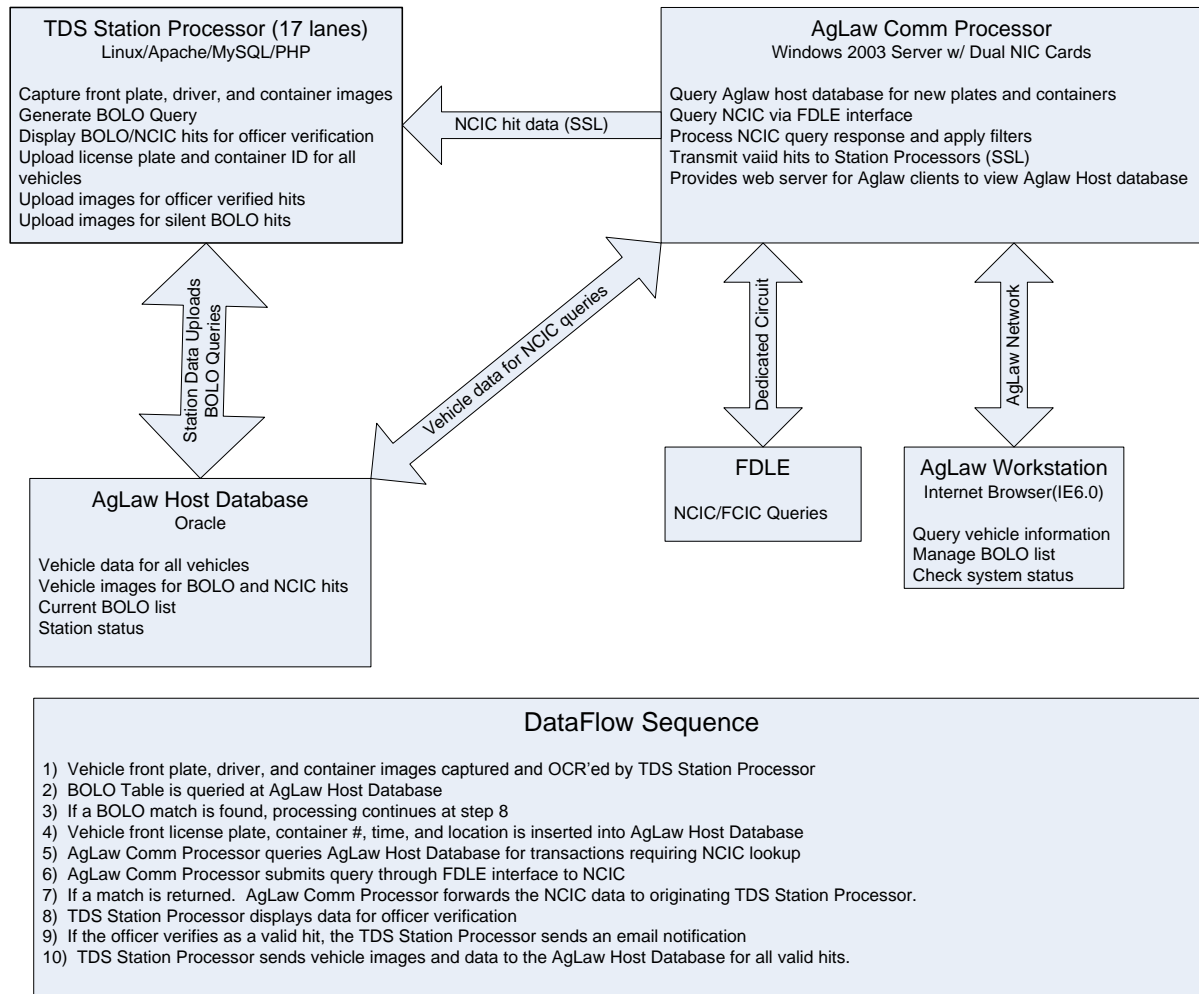 TDS Station Processor (17 lanes)
Linux/Apache/MySQL/PHP
Capture front plate, driver, and container images
Generate BOLO Query
Display BOLO/NCIC hits for officer verification
Upload license plate and container ID for all
vehicles
Upload images for officer verified hits
Upload images for silent BOLO hits
NCIC hit data (SSL)
AgLaw Comm Processor
Windows 2003 Server w/ Dual NIC Cards
Query Aglaw host database for new plates and containers
Query NCIC via FDLE interface
Process NCIC query response and apply filters
Transmit vaiid hits to Station Processors (SSL)
Provides web server for Aglaw clients to view Aglaw Host database
Station Data Uploads
BOLO Queries
Vehicle data for NCIC queries
Dedicated Circuit
AgLaw Network
AgLaw Host Database
Oracle
Vehicle data for all vehicles
Vehicle images for BOLO and NCIC hits
Current BOLO list
Station status
FDLE
NCIC/FCIC Queries
AgLaw Workstation
Internet Browser(IE6.0)
Query vehicle information
Manage BOLO list
Check system status
DataFlow Sequence
1) Vehicle front plate, driver, and container images captured and OCR'ed by TDS Station Processor
2) BOLO Table is queried at AgLaw Host Database
3) If a BOLO match is found, processing continues at step 8
4) Vehicle front license plate, container #, time, and location is inserted into AgLaw Host Database
5) AgLaw Comm Processor queries AgLaw Host Database for transactions requiring NCIC lookup
6) AgLaw Comm Processor submits query through FDLE interface to NCIC
7) If a match is returned. AgLaw Comm Processor forwards the NCIC data to originating TDS Station Processor.
8) TDS Station Processor displays data for officer verification
9) If the officer verifies as a valid hit, the TDS Station Processor sends an email notification
10) TDS Station Processor sends vehicle images and data to the AgLaw Host Database for all valid hits.